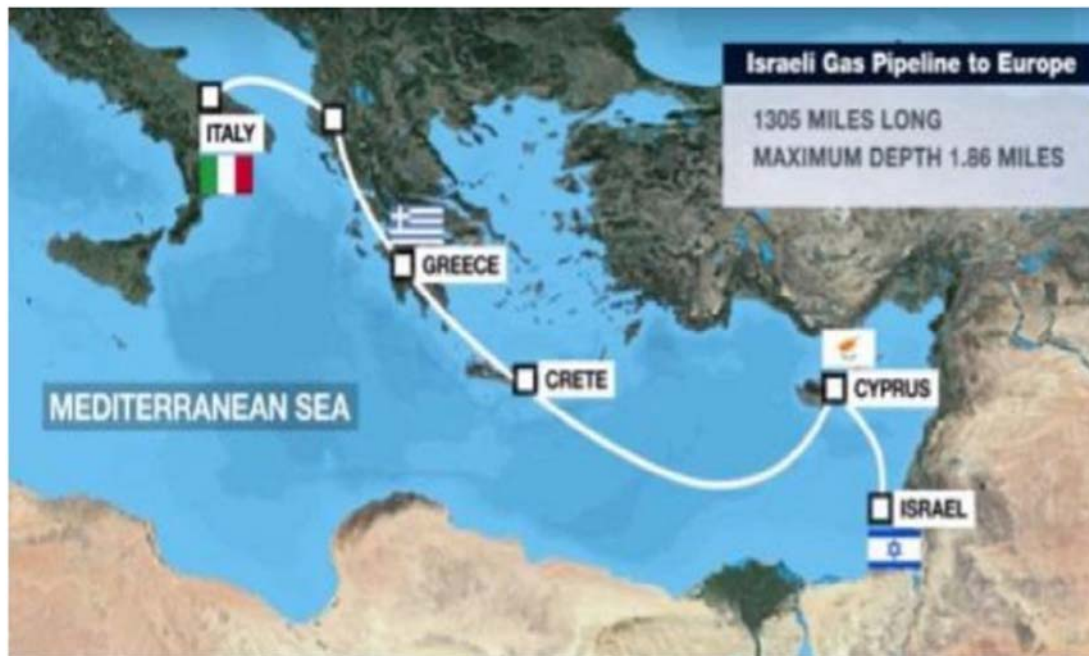 Israeli Gas Pipeline to Europe
1305 MILES LONG
MAXIMUM DEPTH 1.86 MILES
ITALY
GREECE
CRETE
CYPRUS
MEDITERRANEAN SEA
ISRAEL